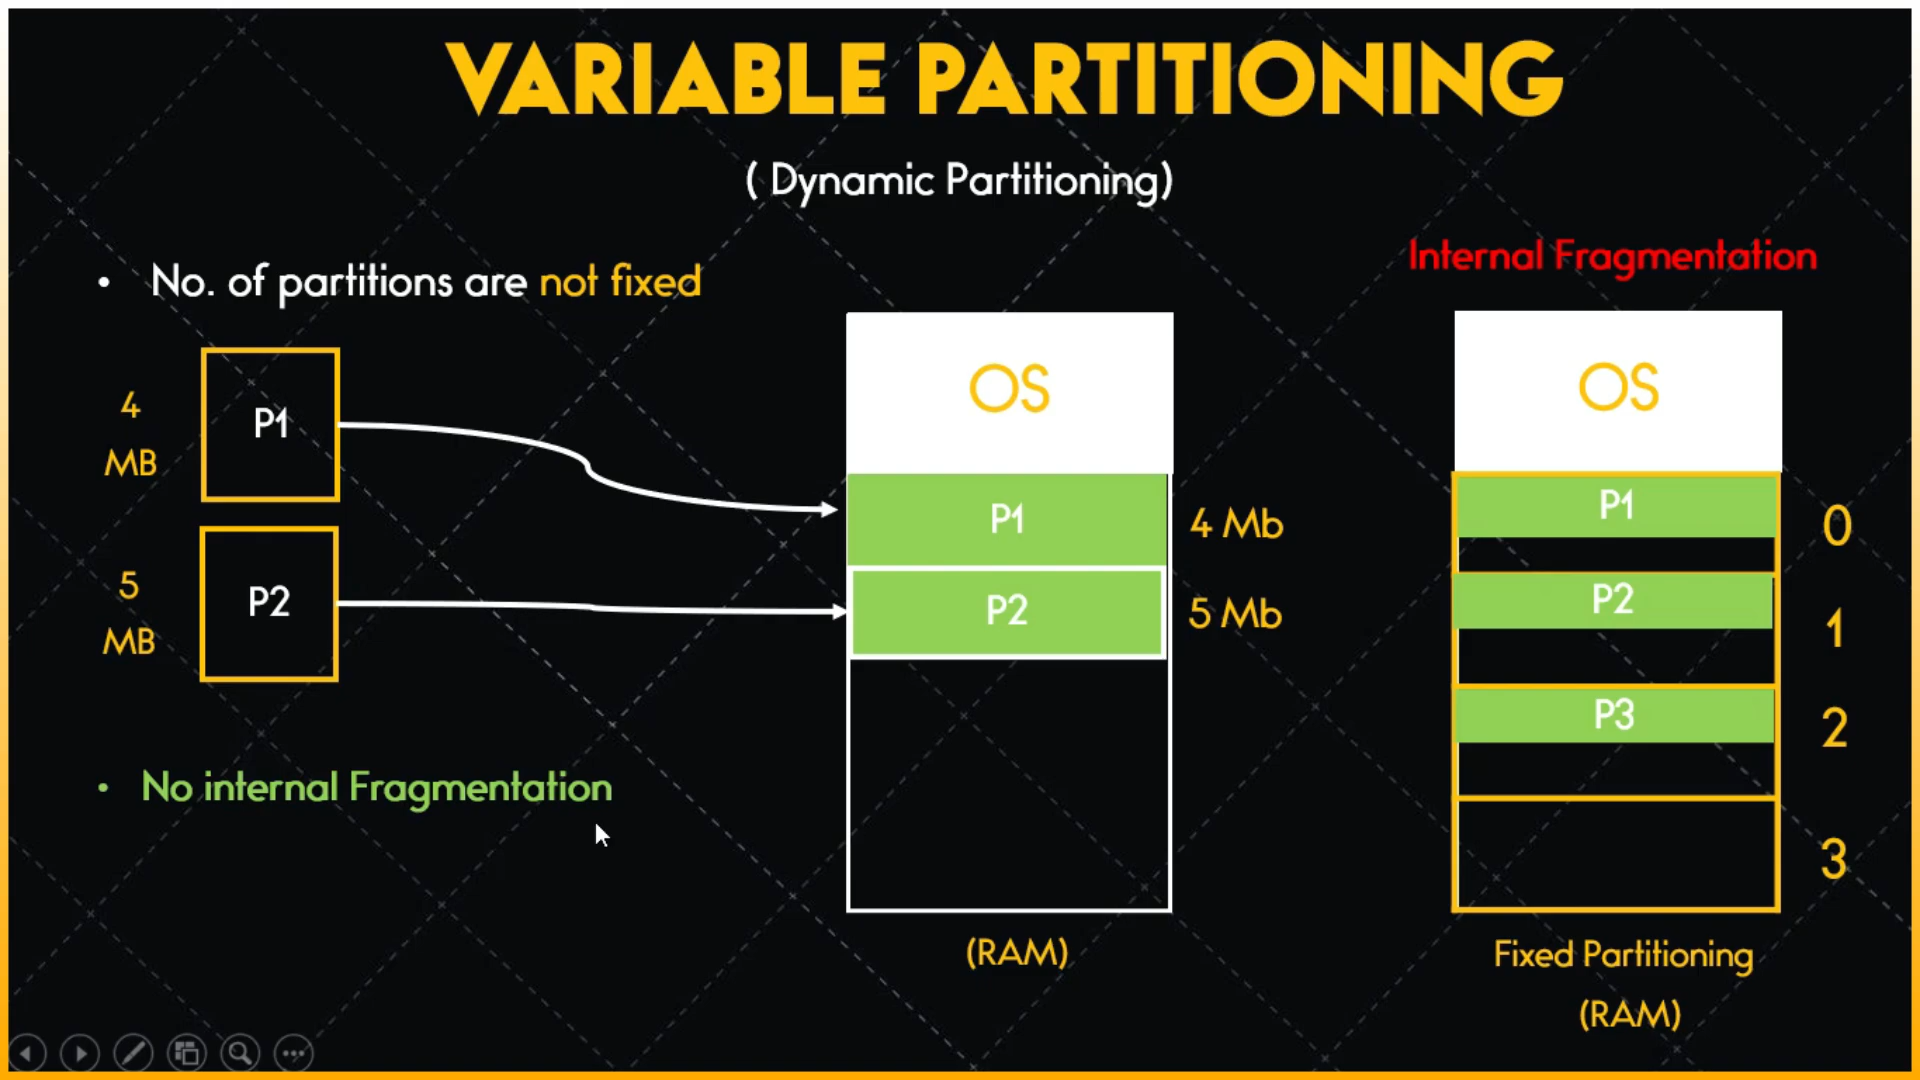 VARIABLE PARTITIONING
( Dynamic Partitioning)
• No. of partitions are not fixed
4
MB
P1
5
MB
P2
• No internal Fragmentation
OS
P1
4 Mb
P2
5 Mb
(RAM)
Internal Fragmentation
OS
P1
0
P2
1
P3
2
3
Fixed Partitioning
(RAM)